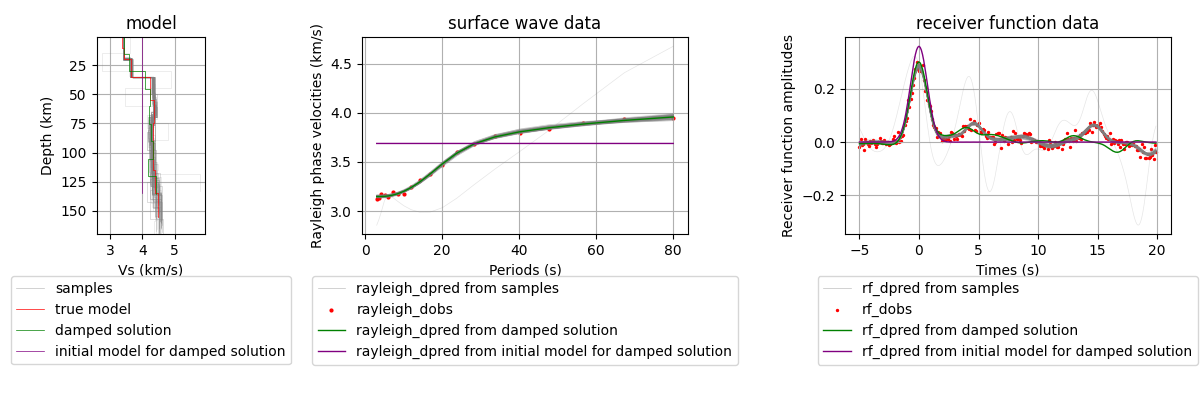 model
Depth (km)
25
50
75
100
125
150
3
4
5
Vs (km/s)
samples
true model
damped solution
initial model for damped solution
surface wave data
Rayleigh phase velocities (km/s)
4.5
4.0
3.5
3.0
0
20
40
60
80
Periods (s)
rayleigh_dpred from samples
rayleigh_dobs
rayleigh_dpred from damped solution
rayleigh_dpred from initial model for damped solution
receiver function data
Receiver function amplitudes
0.2
0.0
−0.2
−5
0
5
10
15
20
Times (s)
rf_dpred from samples
rf_dobs
rf_dpred from damped solution
rf_dpred from initial model for damped solution